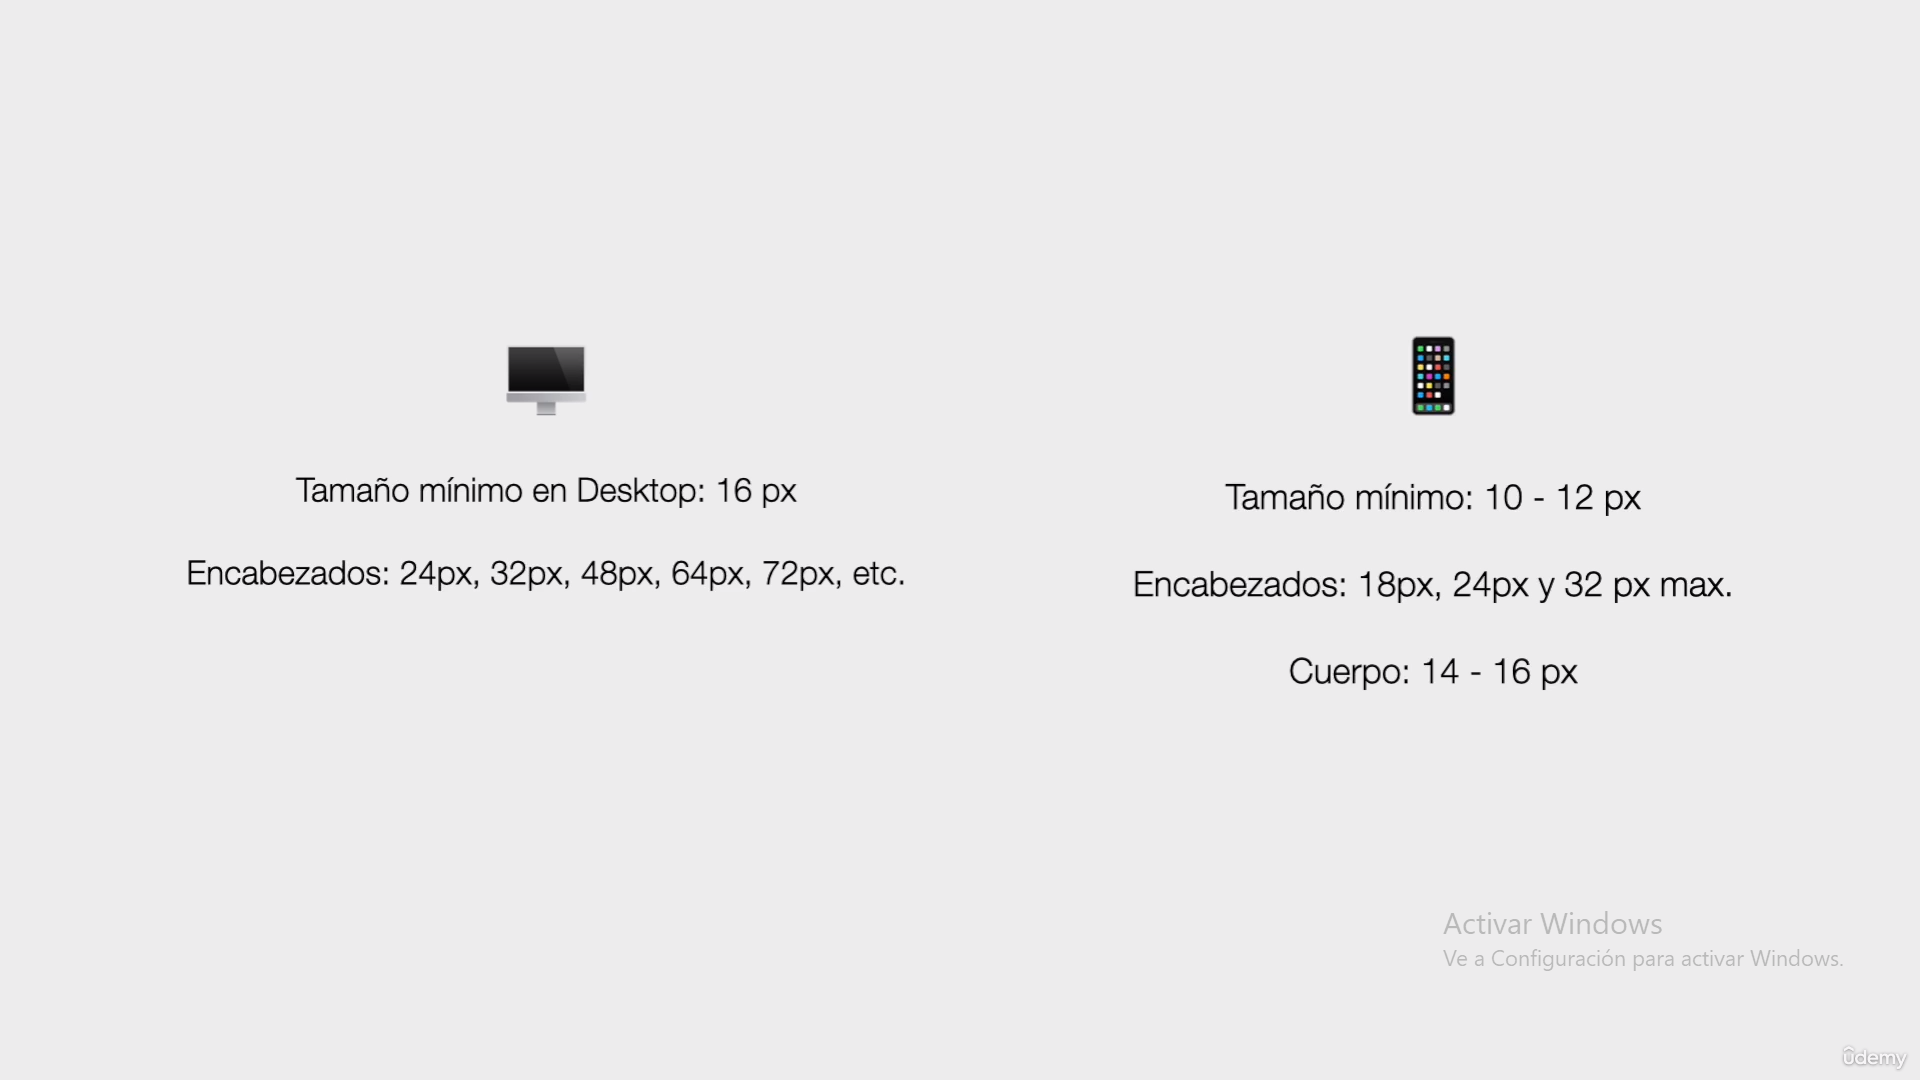 Tamaño mínimo en Desktop: 16 px
Encabezados: 24px, 32px, 48px, 64px, 72px, etc.
Tamaño mínimo: 10 - 12 px
Encabezados: 18px, 24px y 32 px max.
Cuerpo: 14 - 16 px
Activar Windows
Ve a Configuración para activar Windows.
ûdemy